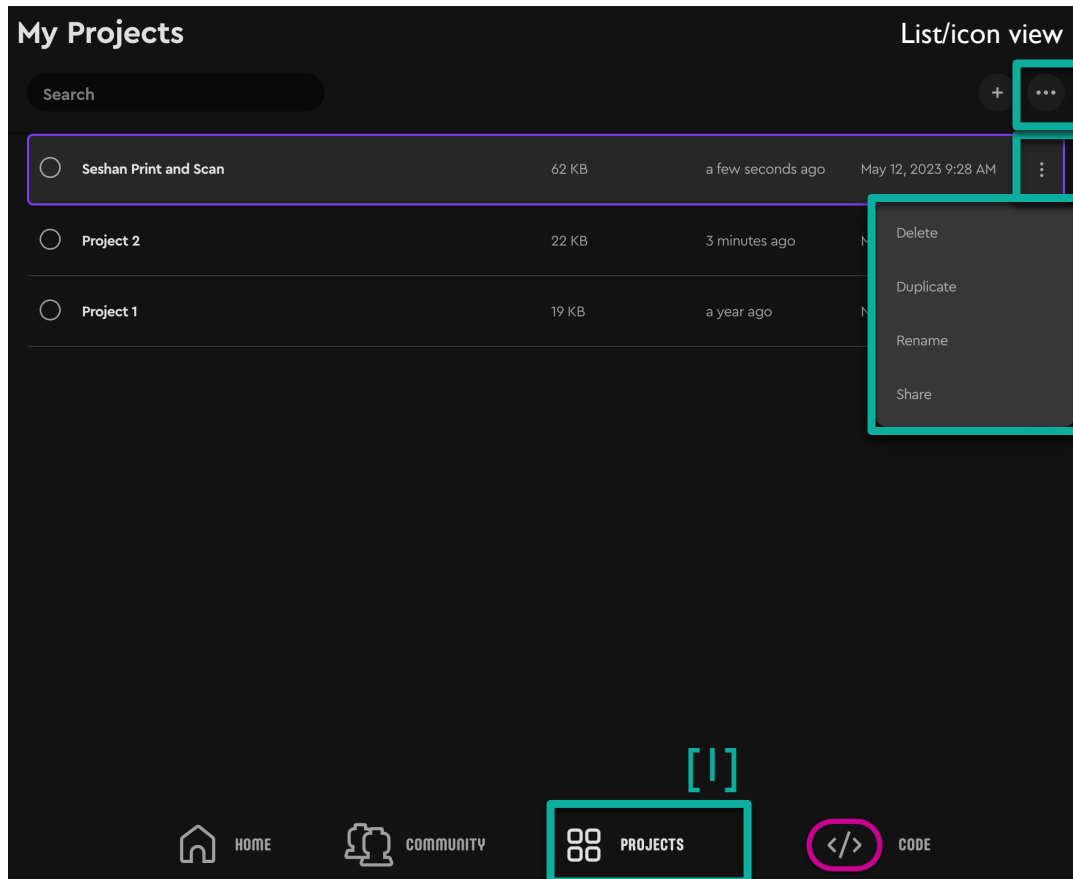 My Projects
List/icon view
Search
Seshan Print and Scan 62 KB a few seconds ago May 12, 2023 9:28 AM
Project 2 22 KB 3 minutes ago
Project 1 19 KB a year ago
Delete
Duplicate
Rename
Share
[1]
HOME COMMUNITY PROJECTS </> CODE